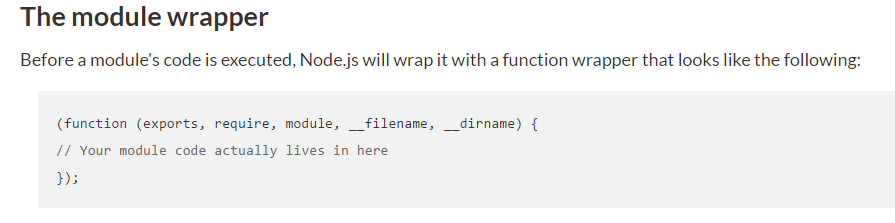 The module wrapper
Before a module's code is executed, Node.js will wrap it with a function wrapper that looks like the following:
(function (exports, require, module, __filename, __dirname) {
// Your module code actually lives in here
});